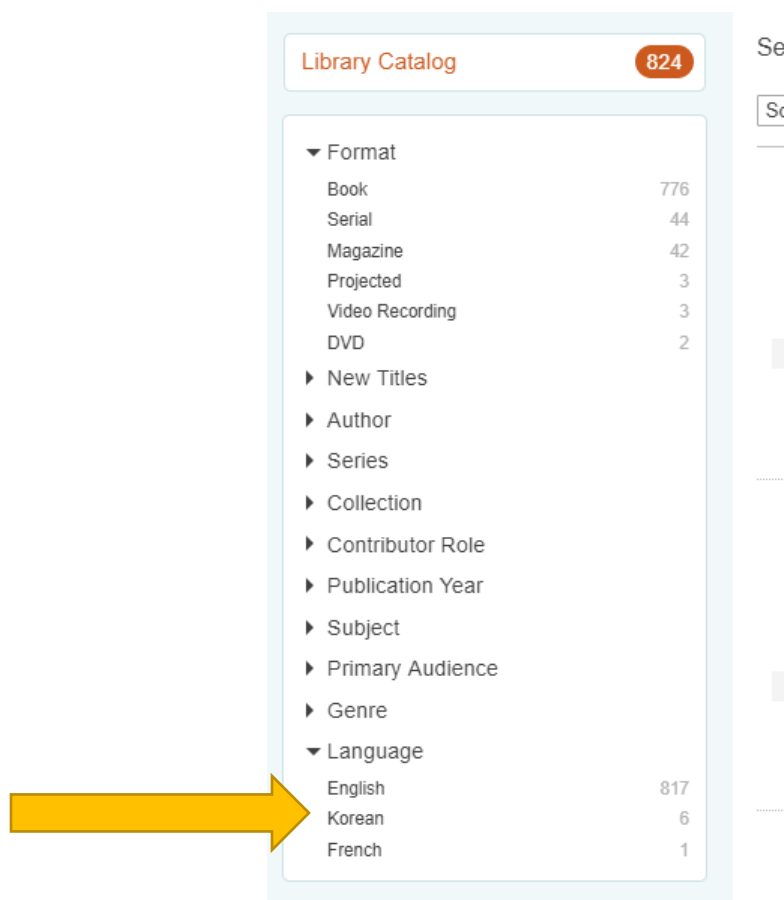 Library Catalog 824
Format
Book 776
Serial 44
Magazine 42
Projected 3
Video Recording 3
DVD 2
New Titles
Author
Series
Collection
Contributor Role
Publication Year
Subject
Primary Audience
Genre
Language
English 817
Korean 6
French 1